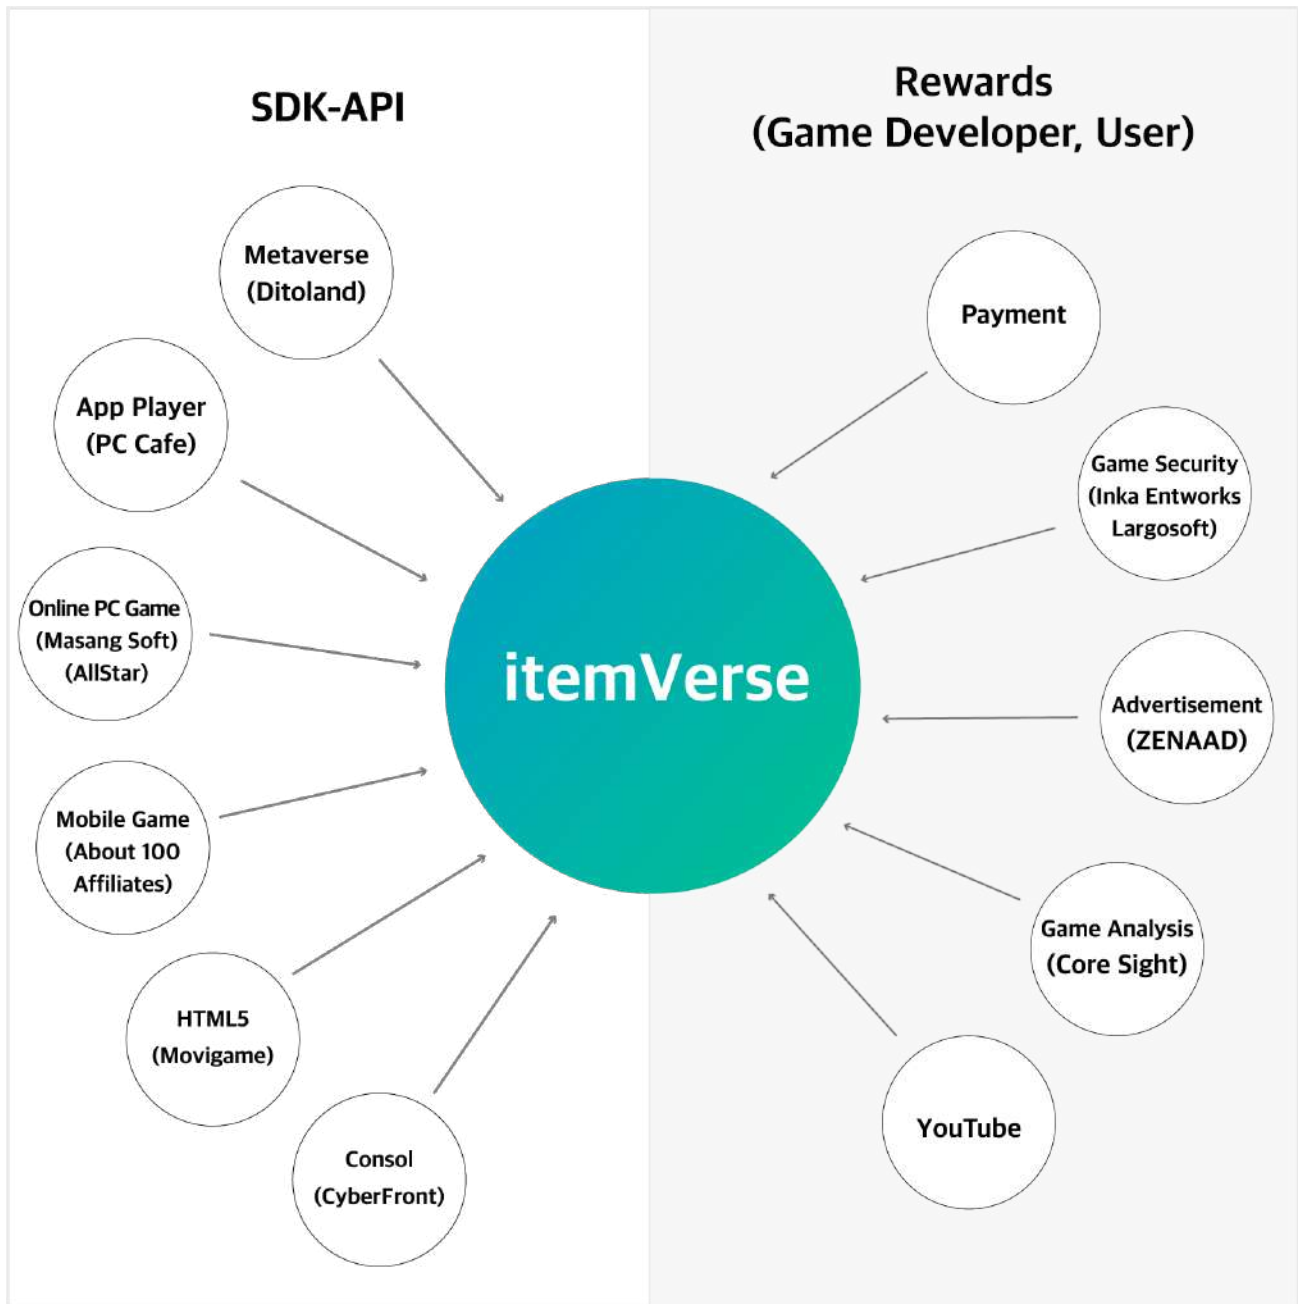 SDK-API
Metaverse
(Ditoland)
App Player
(PC Cafe)
Online PC Game
(Masang Soft)
(AllStar)
Mobile Game
(About 100
Affiliates)
HTML5
(Movigame)
Consol
(CyberFront)
itemVerse
Rewards
(Game Developer, User)
Payment
Game Security
(Inka Entworks
Largosoft)
Advertisement
(ZENAAD)
Game Analysis
(Core Sight)
YouTube